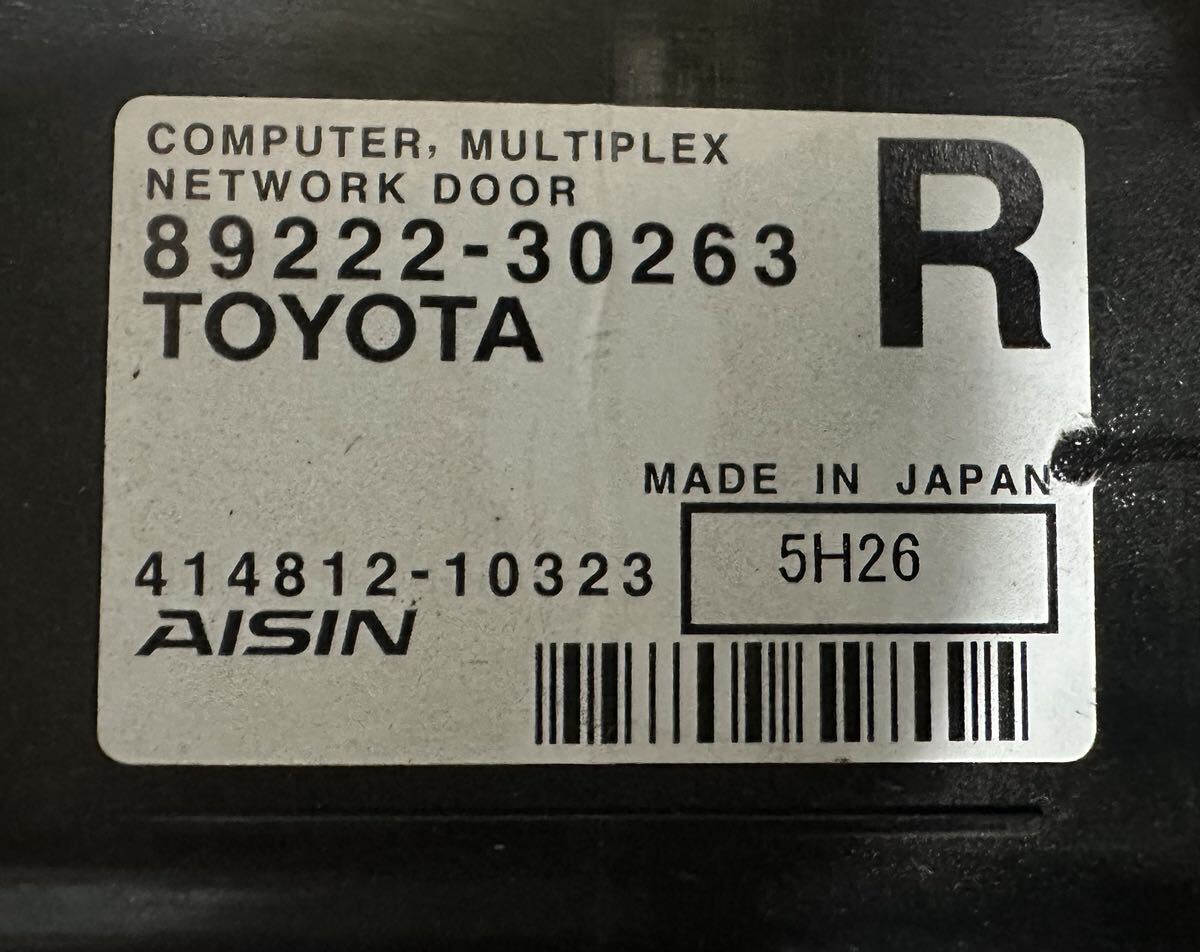 COMPUTER, MULTIPLEX
NETWORK DOOR
89222-30263
TOYOTA
R
MADE IN JAPAN
5H26
414812-10323
AISIN